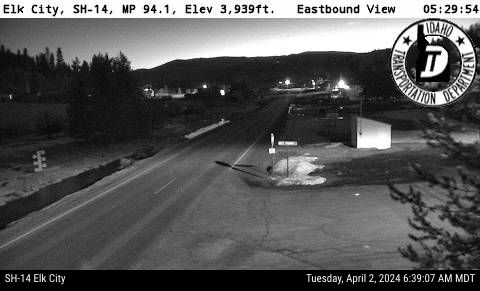 Elk City, SH-14, MP 94.1, Elev 3,939ft. Eastbound View 05:29:54
IDAHO
TRANSPORTATION DEPARTMENT
SH-14 Elk City Tuesday, April 2, 2024 6:39:07 AM MDT